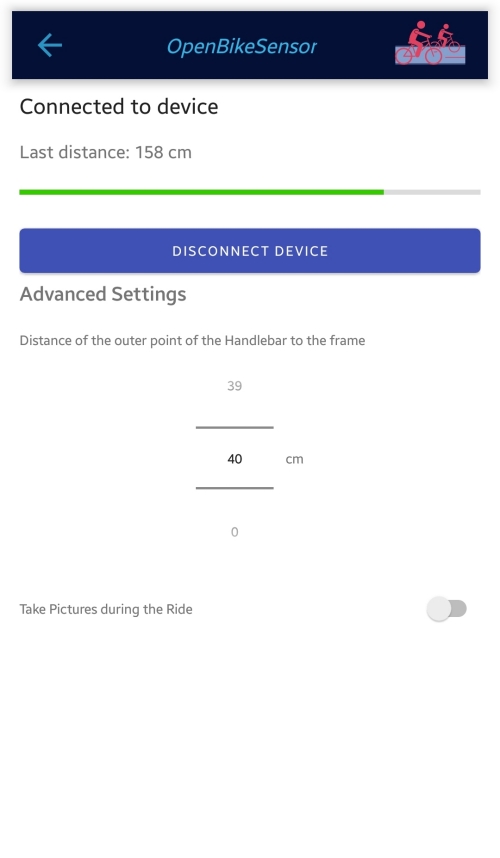 OpenBikeSensor
Connected to device
Last distance: 158 cm
DISCONNECT DEVICE
Advanced Settings
Distance of the outer point of the Handlebar to the frame
39
40 cm
0
Take Pictures during the Ride